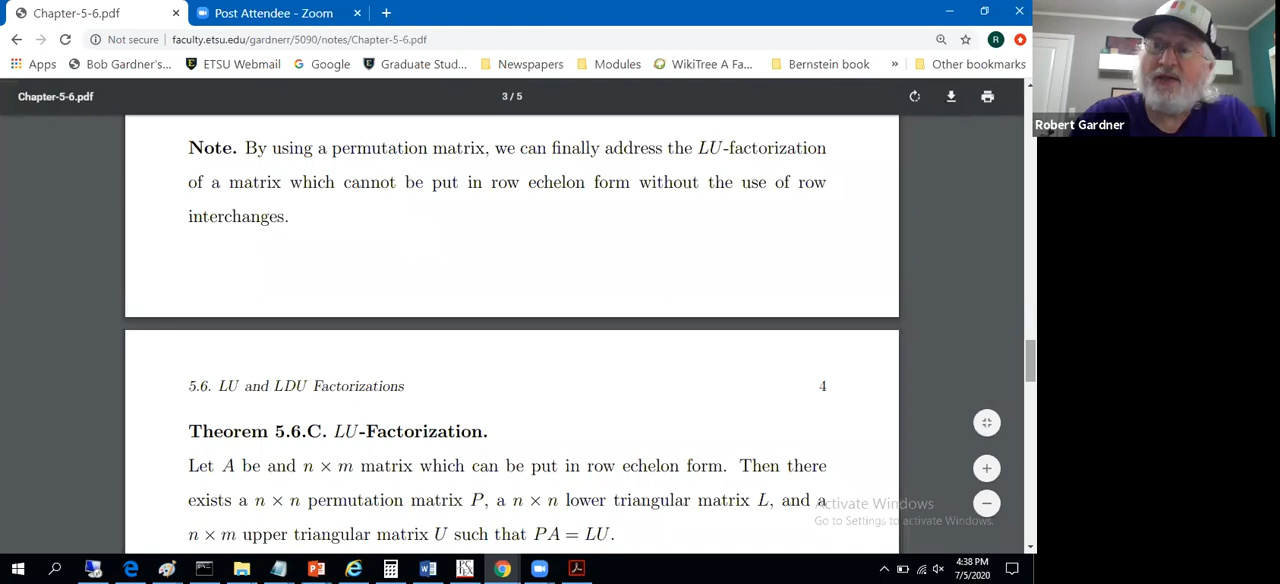 Chapter-5-6.pdf
Post Attendee - Zoom
Not secure
faculty.etsu.edu/gardnerr/5090/notes/Chapter-5-6.pdf
R
Apps
Bob Gardner's...
ETSU Webmail
Google
Graduate Stud...
Newspapers
Modules
WikiTree A Fa...
Bernstein book
»
Other bookmarks
Chapter-5-6.pdf
3 / 5
Robert Gardner
Note. By using a permutation matrix, we can finally address the LU-factorization
of a matrix which cannot be put in row echelon form without the use of row
interchanges.
5.6. LU and LDU Factorizations
4
Theorem 5.6.C. LU-Factorization.
Let A be and n × m matrix which can be put in row echelon form. Then there
exists a n × n permutation matrix P, a n × n lower triangular matrix L, and a
n × m upper triangular matrix U such that PA = LU.
Activate Windows
Go to Settings to activate Windows.
4:38 PM
7/5/2020